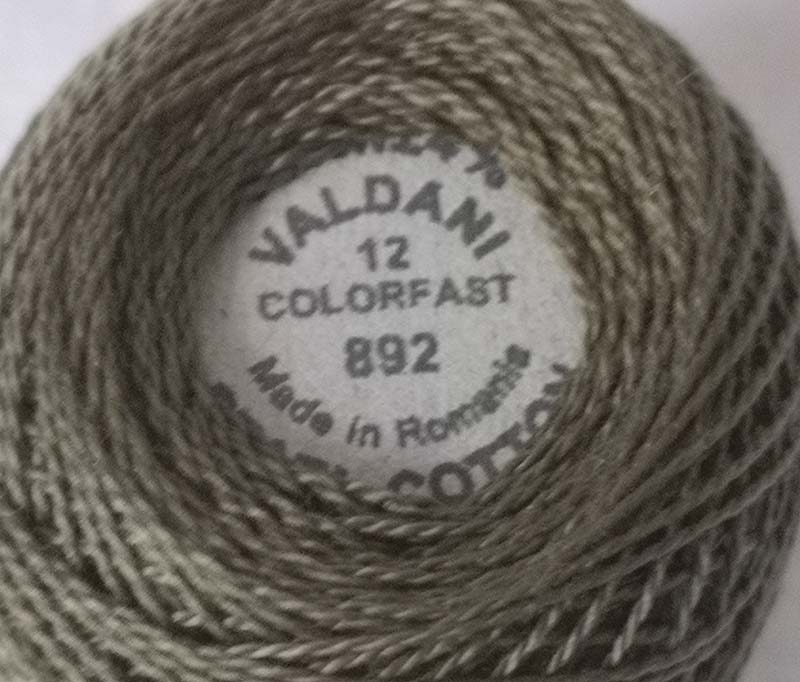 VALDANI
12
COLORFAST
892
Made in Romania
COTTON